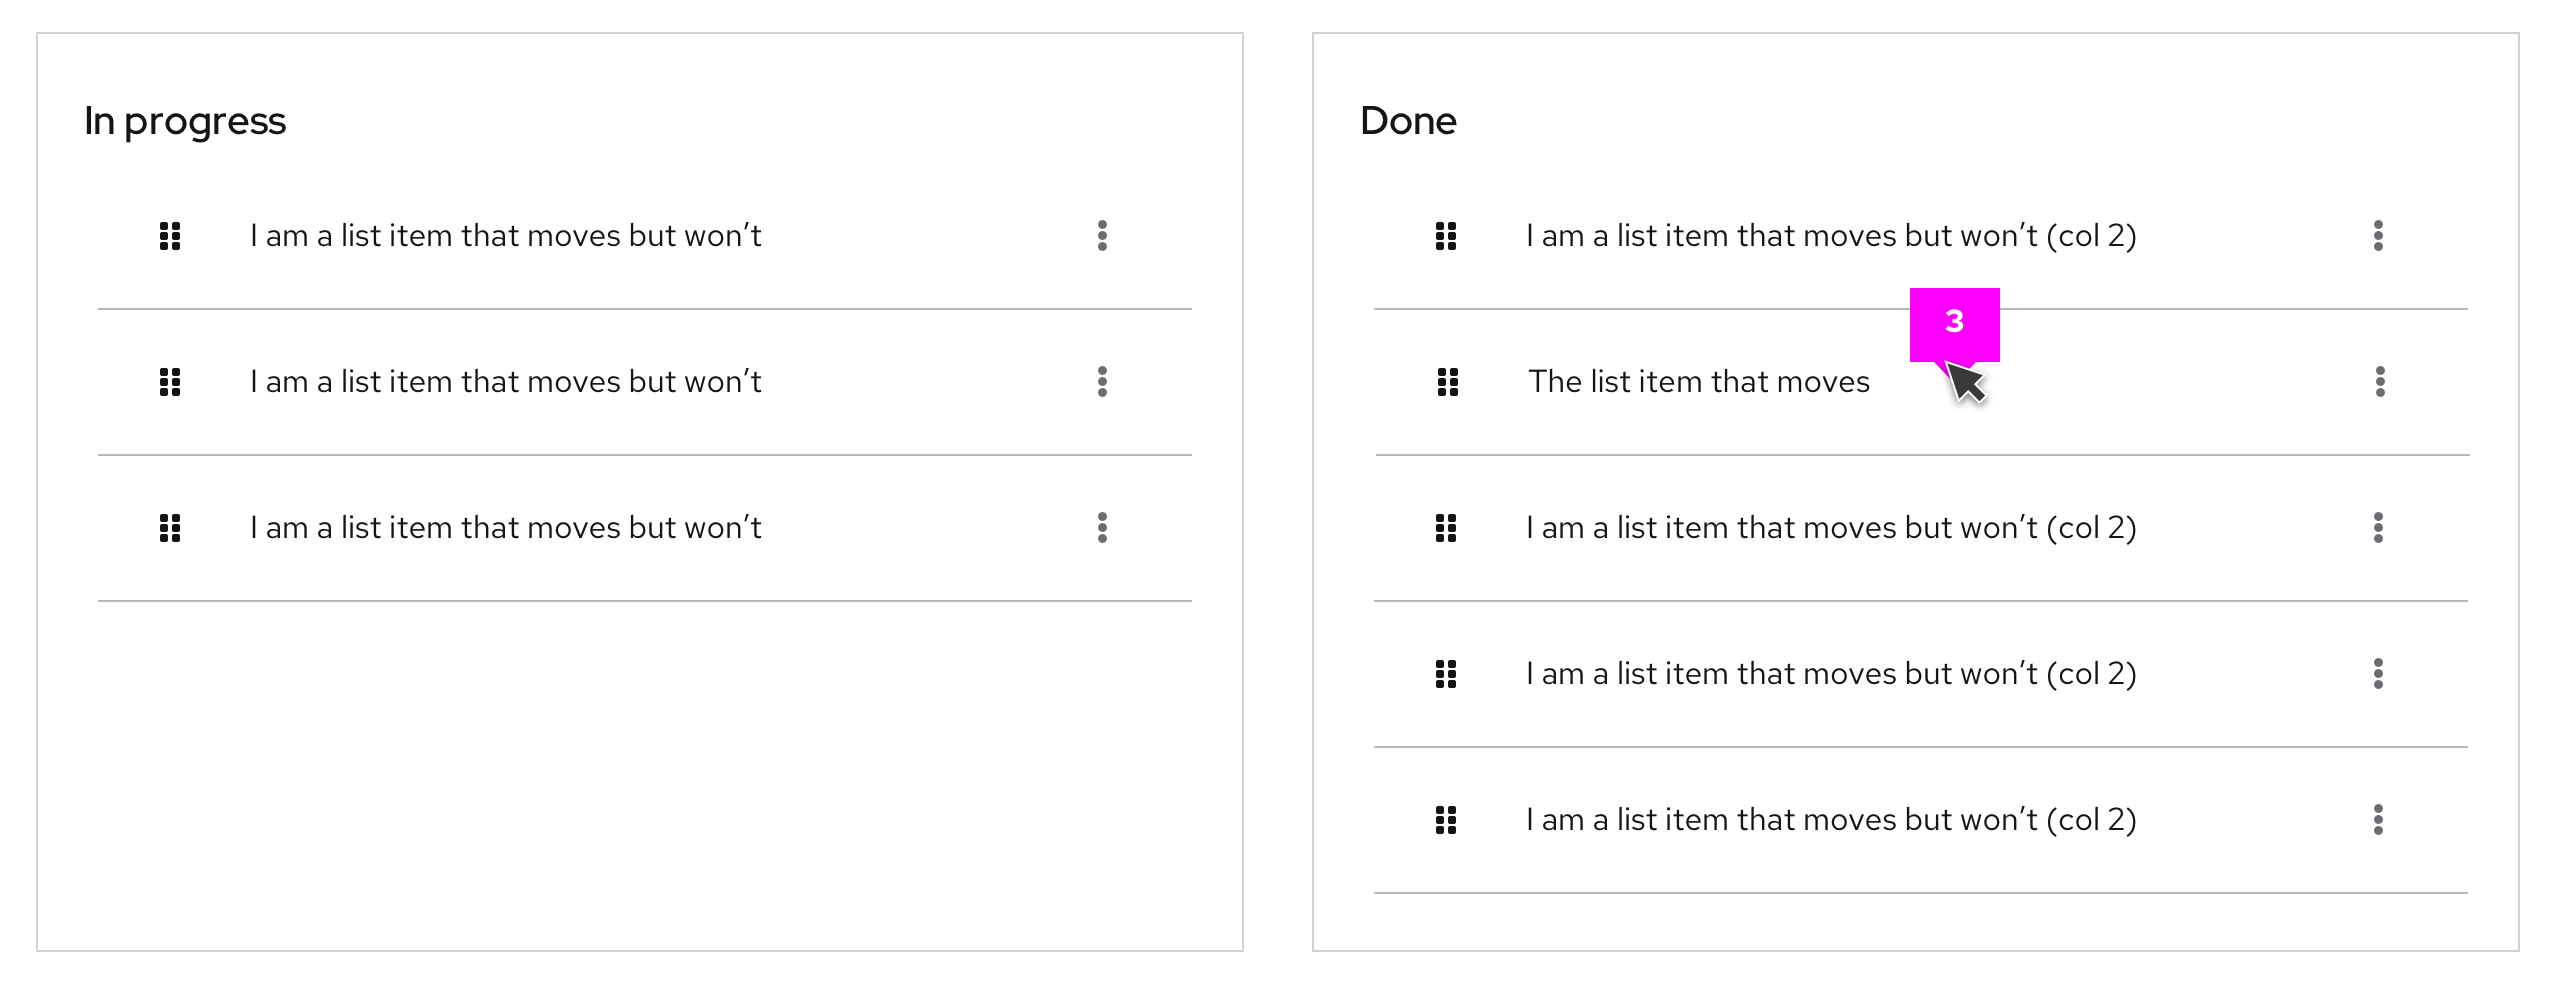 In progress
I am a list item that moves but won’t
I am a list item that moves but won’t
I am a list item that moves but won’t
Done
I am a list item that moves but won’t (col 2)
3
The list item that moves
I am a list item that moves but won’t (col 2)
I am a list item that moves but won’t (col 2)
I am a list item that moves but won’t (col 2)